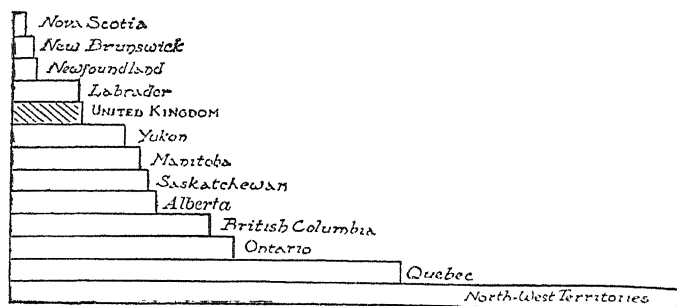 Nova Scotia
New Brunswick
Newfoundland
Labrador
UNITED KINGDOM
Yukon
Manitoba
Saskatchewan
Alberta
British Columbia
Ontario
Quebec
North-West Territories